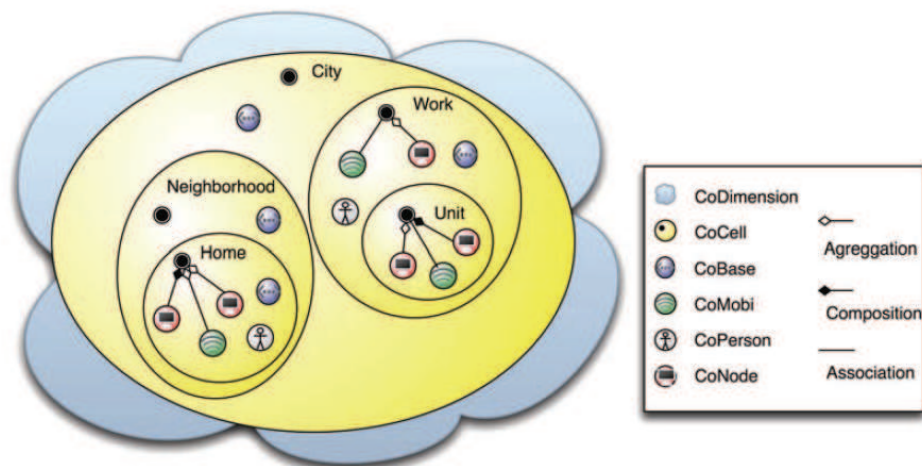 City
Work
Neighborhood
Unit
Home
CoDimension
CoCell
Agreggation
CoBase
CoMobi
Composition
CoPerson
CoNode
Association